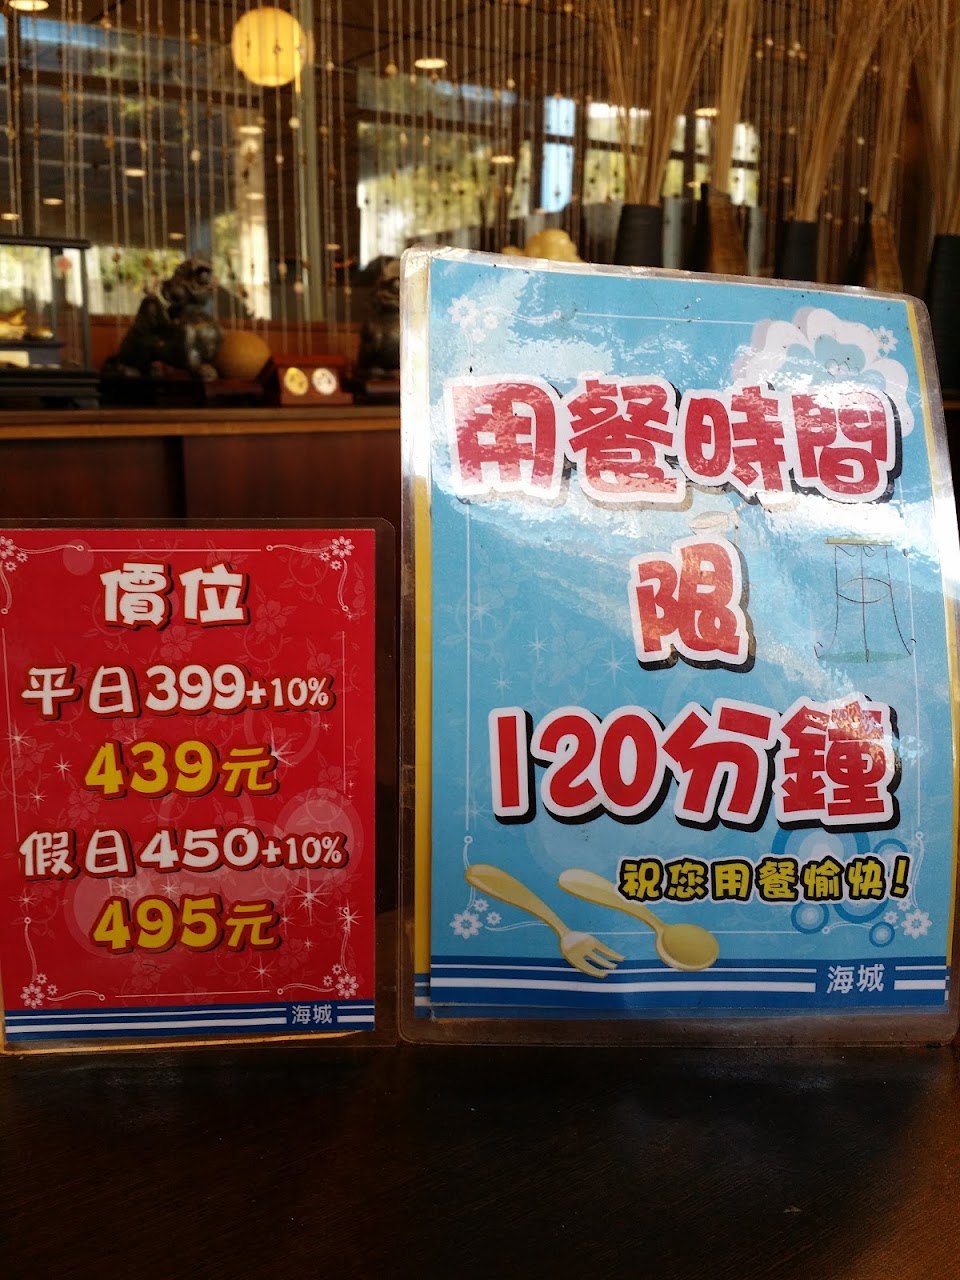 價位
平日399+10%
439元
假日450+10%
495元
海城
用餐時間
限
120分鐘
祝您用餐愉快!
海城